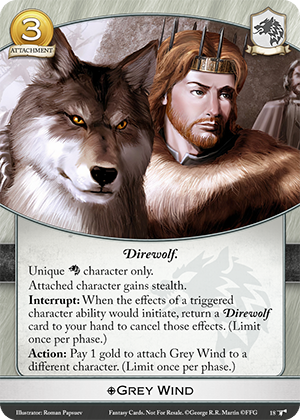 3
ATTACHMENT
Direwolf.
Unique character only.
Attached character gains stealth.
Interrupt: When the effects of a triggered
character ability would initiate, return a Direwolf
card to your hand to cancel those effects. (Limit
once per phase.)
Action: Pay 1 gold to attach Grey Wind to a
different character. (Limit once per phase.)
GREY WIND
Illustrator: Roman Papsuev Fantasy Cards. Not For Resale. ©George R.R. Martin ©FFG 18